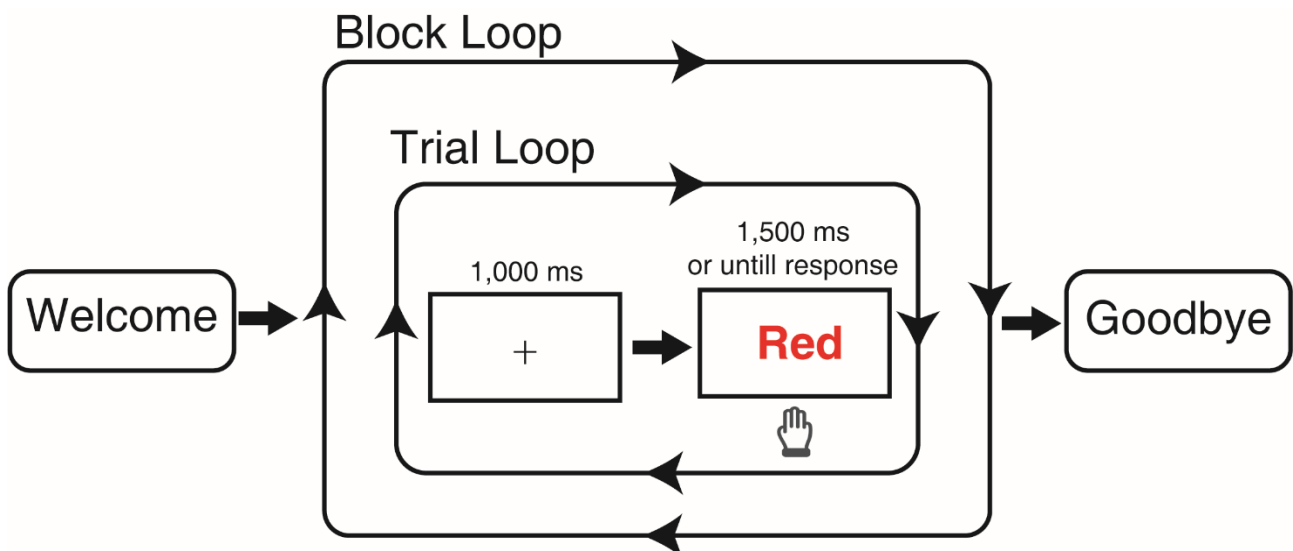 Block Loop
Trial Loop
1,500 ms
or untill response
1,000 ms
Welcome
+
Red
Goodbye